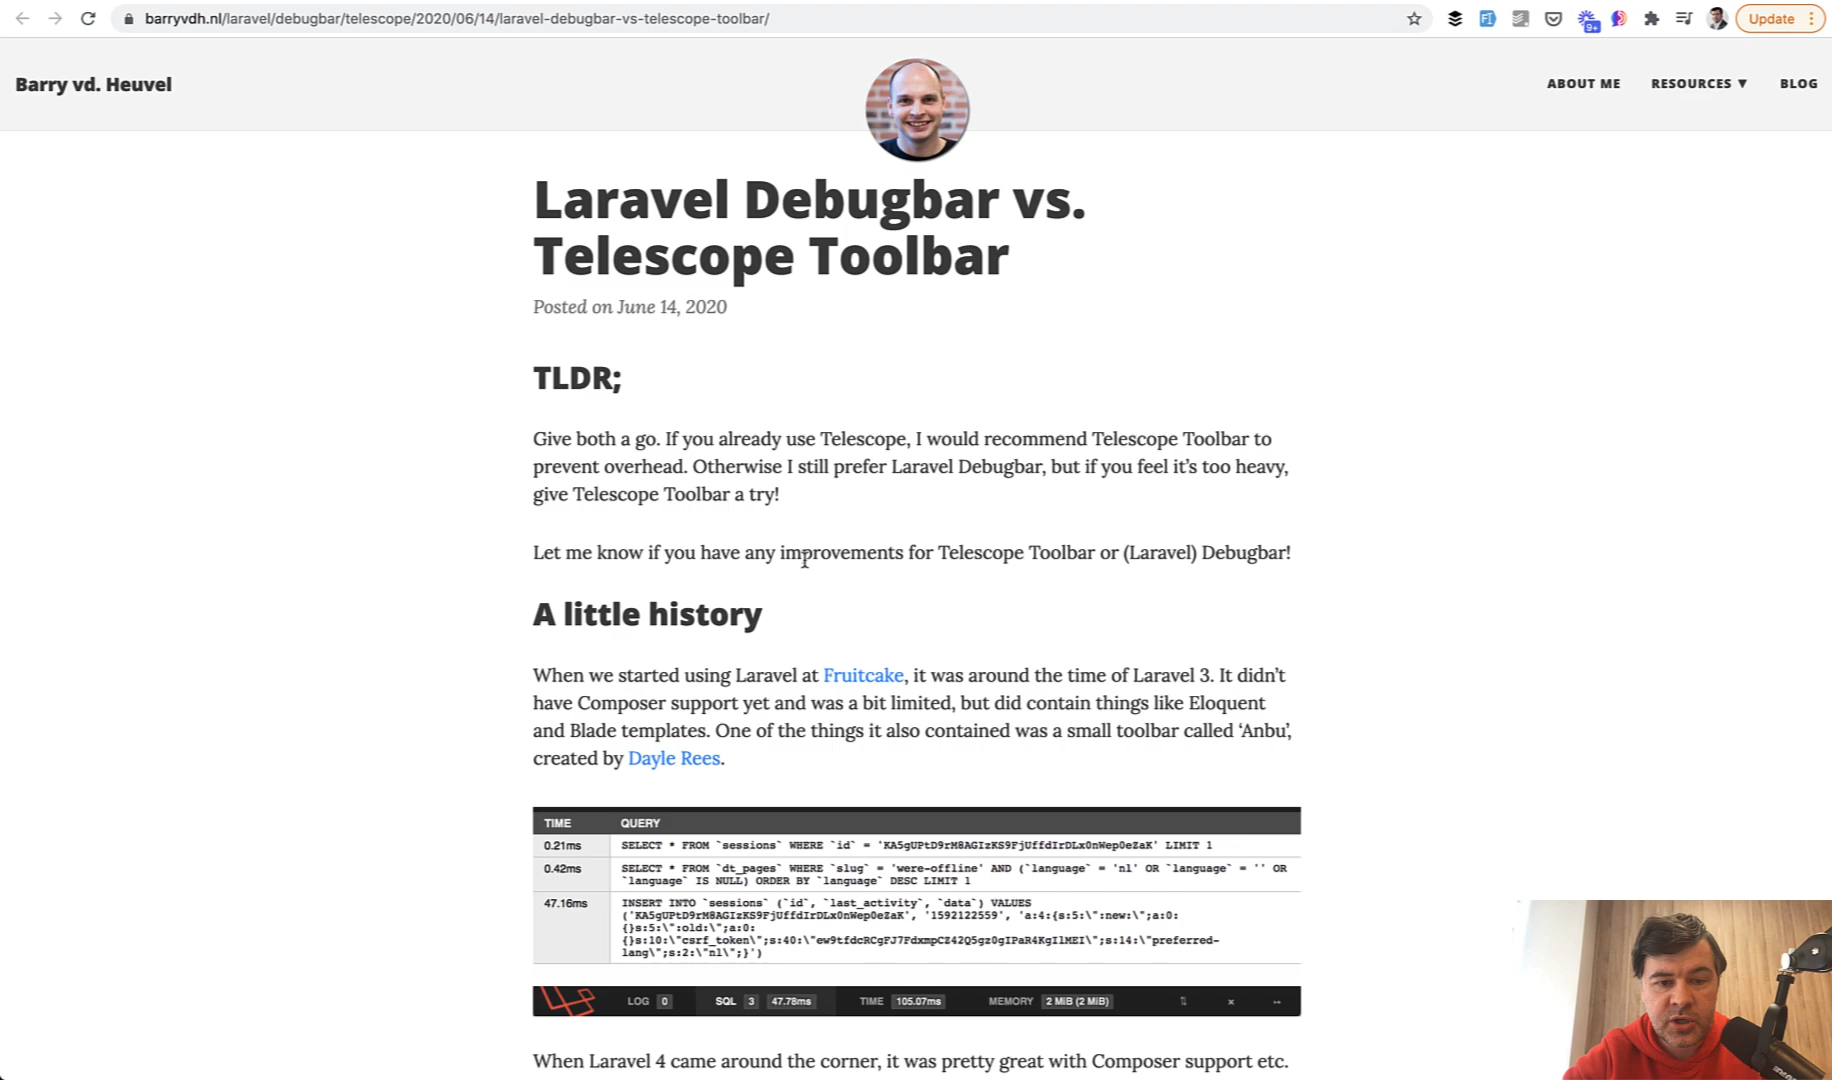 barryvdh.nl/laravel/debugbar/telescope/2020/06/14/laravel-debugbar-vs-telescope-toolbar/
9+
Update
Barry vd. Heuvel
ABOUT ME
RESOURCES ▼
BLOG
Laravel Debugbar vs.
Telescope Toolbar
Posted on June 14, 2020
TLDR;
Give both a go. If you already use Telescope, I would recommend Telescope Toolbar to
prevent overhead. Otherwise I still prefer Laravel Debugbar, but if you feel it’s too heavy,
give Telescope Toolbar a try!
Let me know if you have any improvements for Telescope Toolbar or (Laravel) Debugbar!
A little history
When we started using Laravel at Fruitcake, it was around the time of Laravel 3. It didn’t
have Composer support yet and was a bit limited, but did contain things like Eloquent
and Blade templates. One of the things it also contained was a small toolbar called ‘Anbu’,
created by Dayle Rees.
TIME QUERY
0.21ms SELECT * FROM `sessions` WHERE `id` = 'KA5gUPtD9rM8AGIzKS9FjUffdIrDLx0nWep0eZaK' LIMIT 1
0.42ms SELECT * FROM `dt_pages` WHERE `slug` = 'were-offline' AND (`language` = 'nl' OR `language` = '' OR
`language` IS NULL) ORDER BY `language` DESC LIMIT 1
47.16ms INSERT INTO `sessions` (`id`, `last_activity`, `data`) VALUES
('KA5gUPtD9rM8AGIzKS9FjUffdIrDLx0nWep0eZaK', '1592122559', 'a:4:{s:5:\":new:\";a:0:
{}s:5:\":old:\";a:0:
{}s:10:\"csrf_token\";s:40:\"ew9tfdcRCgFJ7FdxmpCZ42Q5gz0gIPaR4KgIlMEI\";s:14:\"preferred-
lang\";s:2:\"nl\";}')
LOG 0 SQL 3 47.78ms TIME 105.07ms MEMORY 2 MiB (2 MiB)
When Laravel 4 came around the corner, it was pretty great with Composer support etc.